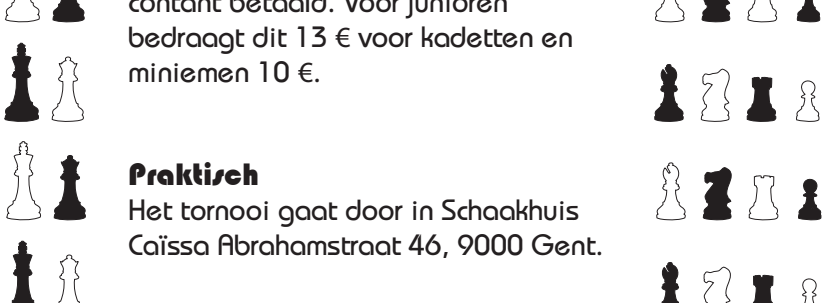 contant betaald. Voor junioren
bedraagt dit 13 € voor kadetten en
miniemen 10 €.
Praktisch
Het tornooi gaat door in Schaakhuis
Caïssa Abrahamstraat 46, 9000 Gent.